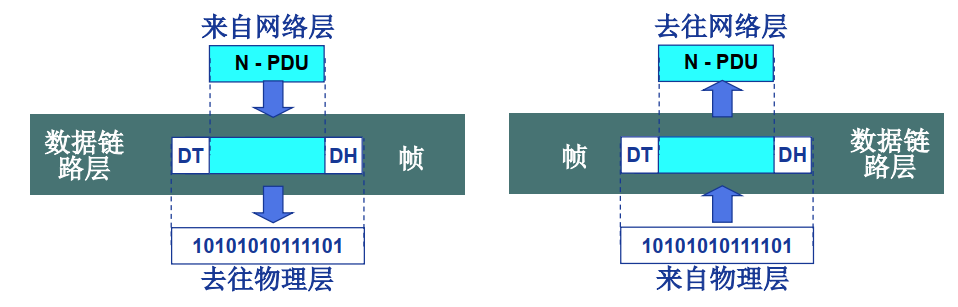 来自网络层
N - PDU
数据链
路层
DT
DH
帧
10101010111101
去往物理层
去往网络层
N - PDU
帧
DT
DH
数据链
路层
10101010111101
来自物理层